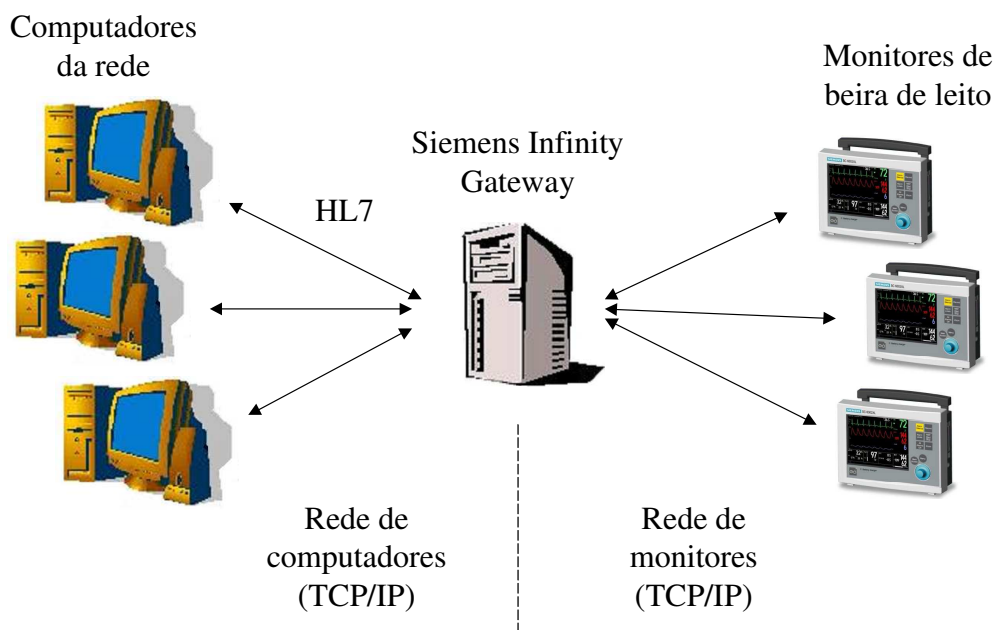 Computadores
da rede
Monitores de
beira de leito
Siemens Infinity
Gateway
HL7
Rede de
computadores
(TCP/IP)
Rede de
monitores
(TCP/IP)